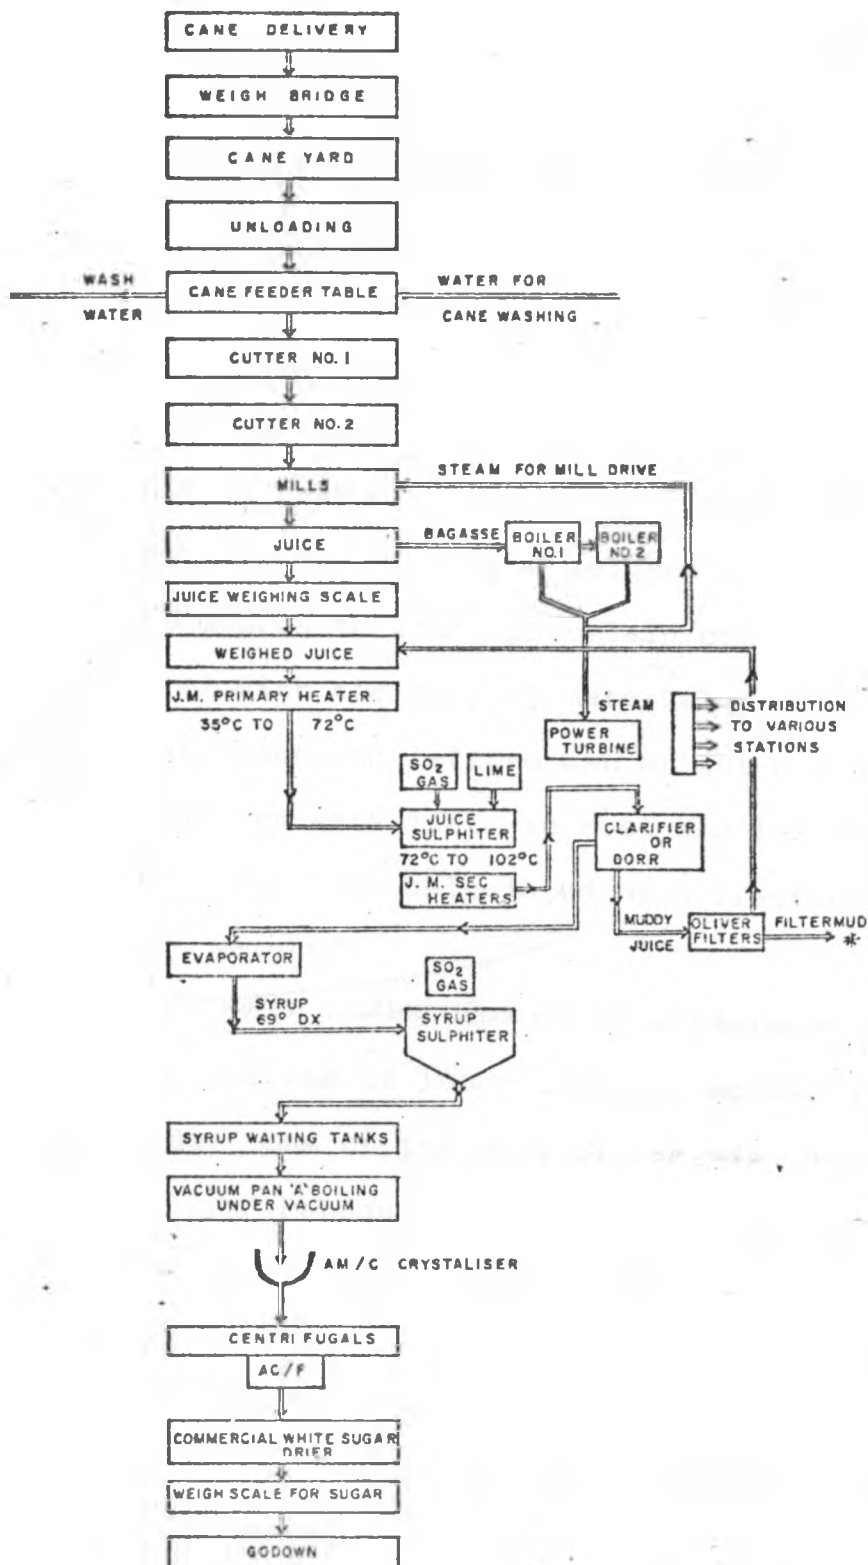 CANE DELIVERY
WEIGH BRIDGE
CANE YARD
UNLOADING
WASH
WATER
CANE FEEDER TABLE
WATER FOR
CANE WASHING
CUTTER NO. 1
CUTTER NO. 2
MILLS
STEAM FOR MILL DRIVE
JUICE
BAGASSE
BOILER
NO.1
BOILER
NO. 2
JUICE WEIGHING SCALE
WEIGHED JUICE
J.M. PRIMARY HEATER.
35°C TO 72°C
STEAM
POWER
TURBINE
DISTRIBUTION
TO VARIOUS
STATIONS
SO2
GAS
LIME
JUICE
SULPHITER
72°C TO 102°C
J. M. SEC
HEATERS
CLARIFIER
OR
DORR
MUDDY
JUICE
OLIVER
FILTERS
FILTERMUD
*
EVAPORATOR
SYRUP
69° DX
SO2
GAS
SYRUP
SULPHITER
SYRUP WAITING TANKS
VACUUM PAN 'A' BOILING
UNDER VACUUM
AM/C CRYSTALISER
CENTRIFUGALS
AC/F
COMMERCIAL WHITE SUGAR
DRIER
WEIGH SCALE FOR SUGAR
GODOWN